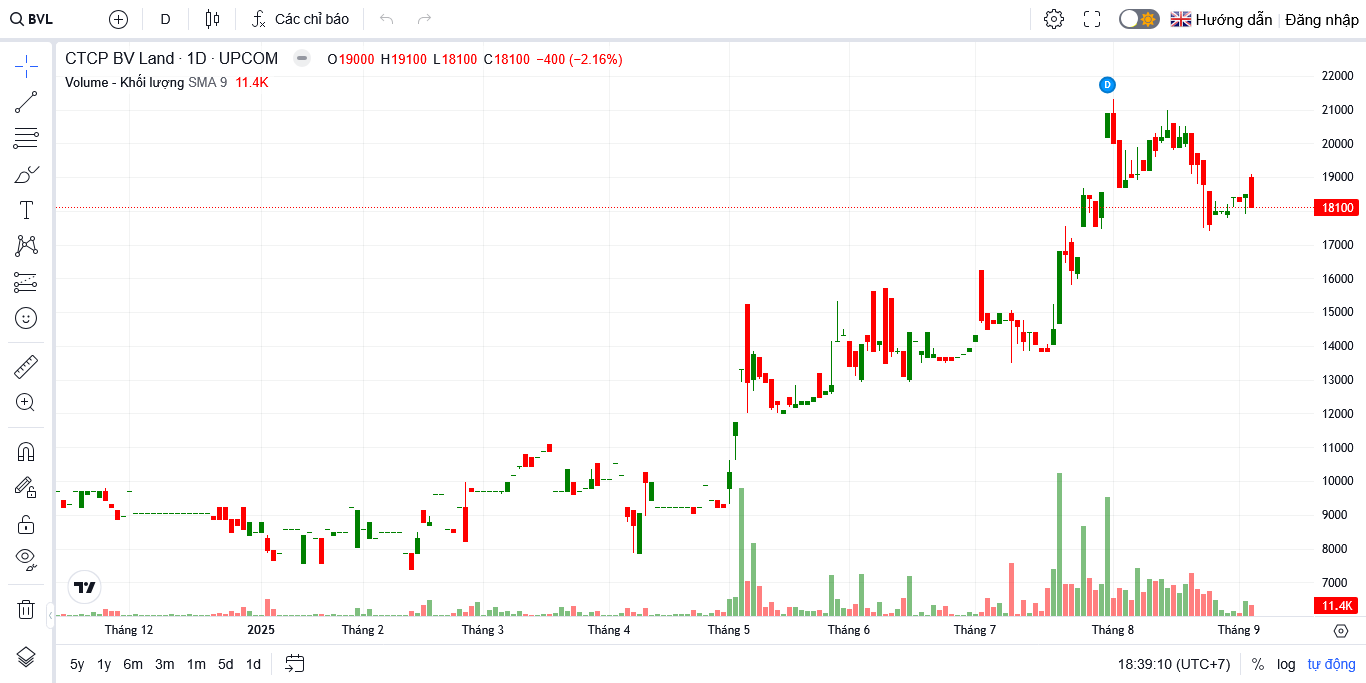 BVL D Các chỉ báo Hướng dẫn Đăng nhập
CTCP BV Land · 1D · UPCOM O19000 H19100 L18100 C18100 −400 (−2.16%)
Volume - Khối lượng SMA 9 11.4K
D
22000
21000
20000
19000
18100
17000
16000
15000
14000
13000
12000
11000
10000
9000
8000
7000
11.4K
Tháng 12 2025 Tháng 2 Tháng 3 Tháng 4 Tháng 5 Tháng 6 Tháng 7 Tháng 8 Tháng 9
5y 1y 6m 3m 1m 5d 1d 18:39:10 (UTC+7) % log tự động